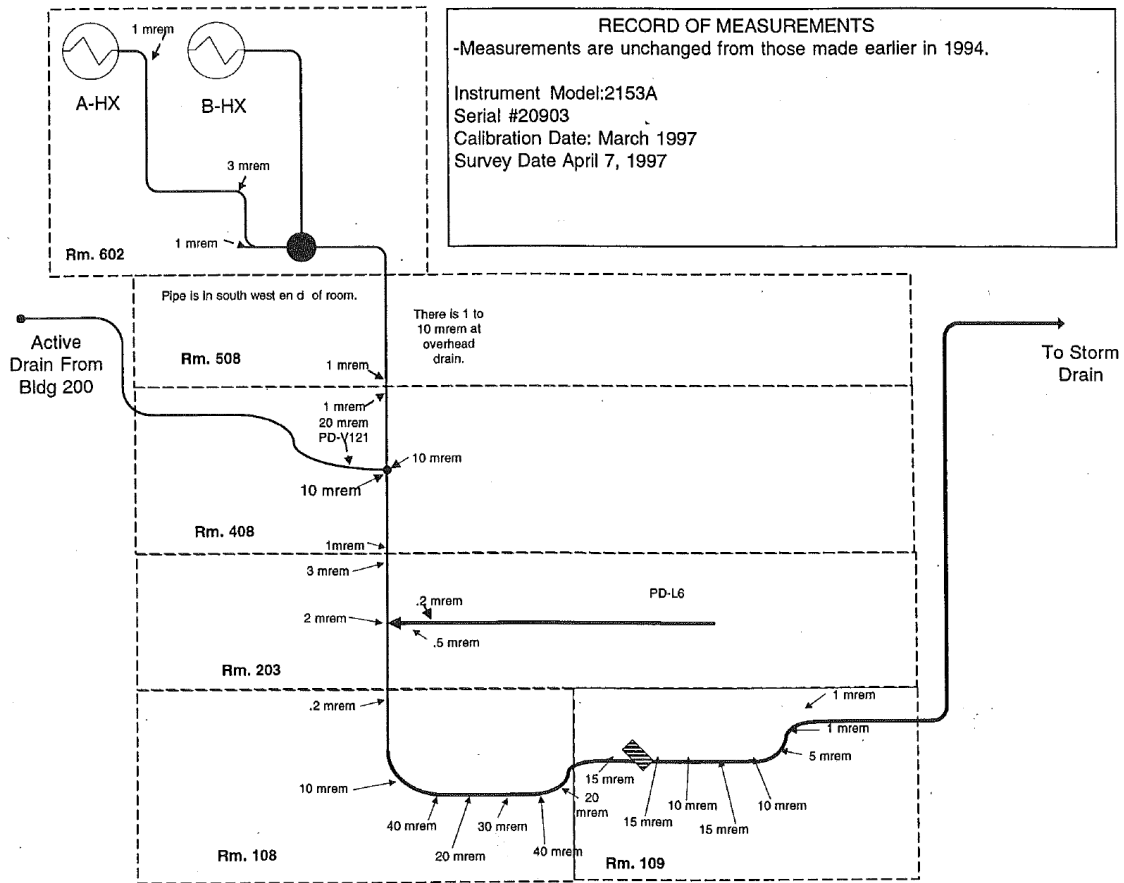 RECORD OF MEASUREMENTS
-Measurements are unchanged from those made earlier in 1994.
Instrument Model:2153A
Serial #20903
Calibration Date: March 1997
Survey Date April 7, 1997
1 mrem
A-HX
B-HX
3 mrem
1 mrem
Rm. 602
Pipe is in south west en d of room.
There is 1 to
10 mrem at
overhead
drain.
Active
Drain From
Bldg 200
Rm. 508
1 mrem
To Storm
Drain
1 mrem
20 mrem
PD-V121
10 mrem
10 mrem
Rm. 408
1mrem
3 mrem
.2 mrem
PD-L6
2 mrem
.5 mrem
Rm. 203
.2 mrem
1 mrem
1 mrem
5 mrem
10 mrem
15 mrem
20
mrem
10 mrem
10 mrem
40 mrem
30 mrem
15 mrem
15 mrem
20 mrem
40 mrem
Rm. 108
Rm. 109